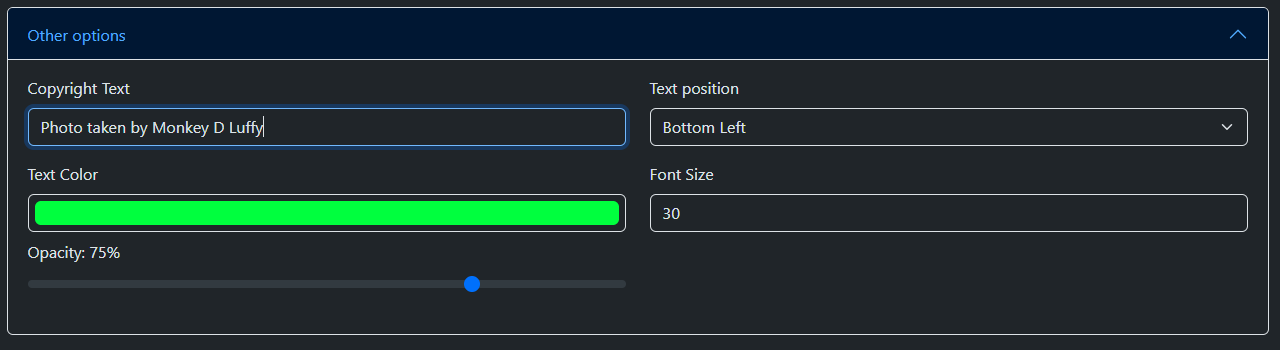 Other options
Copyright Text
Text position
Photo taken by Monkey D Luffy
Bottom Left
Text Color
Font Size
30
Opacity: 75%